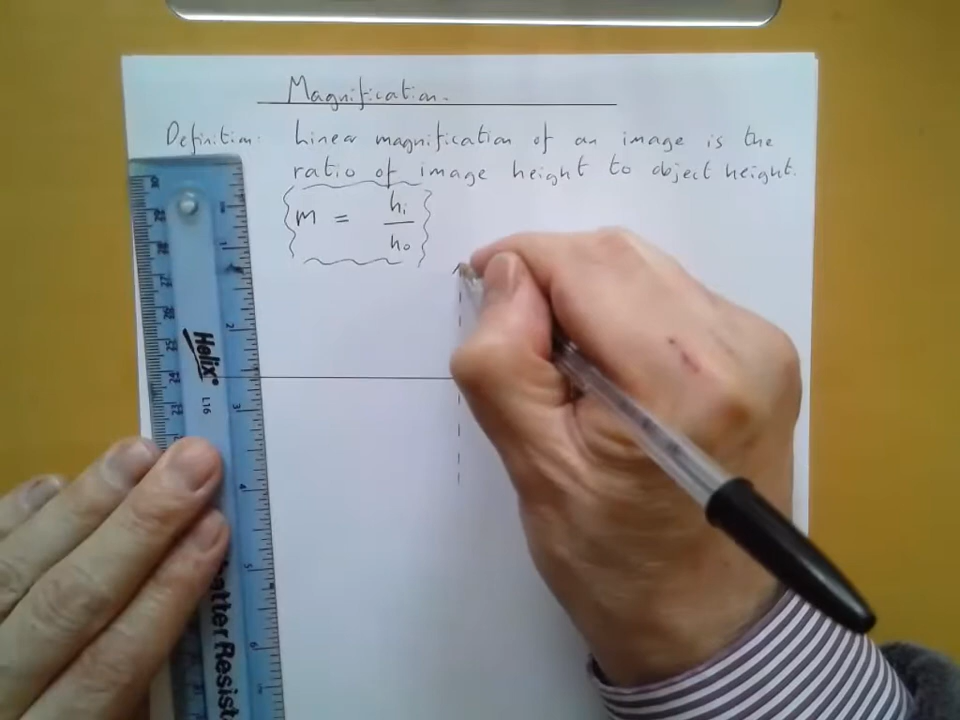 Magnification.
Definition: Linear magnification of an image is the
ratio of image height to object height.
m = hi/ho
Helix
L16
Shatter Resist